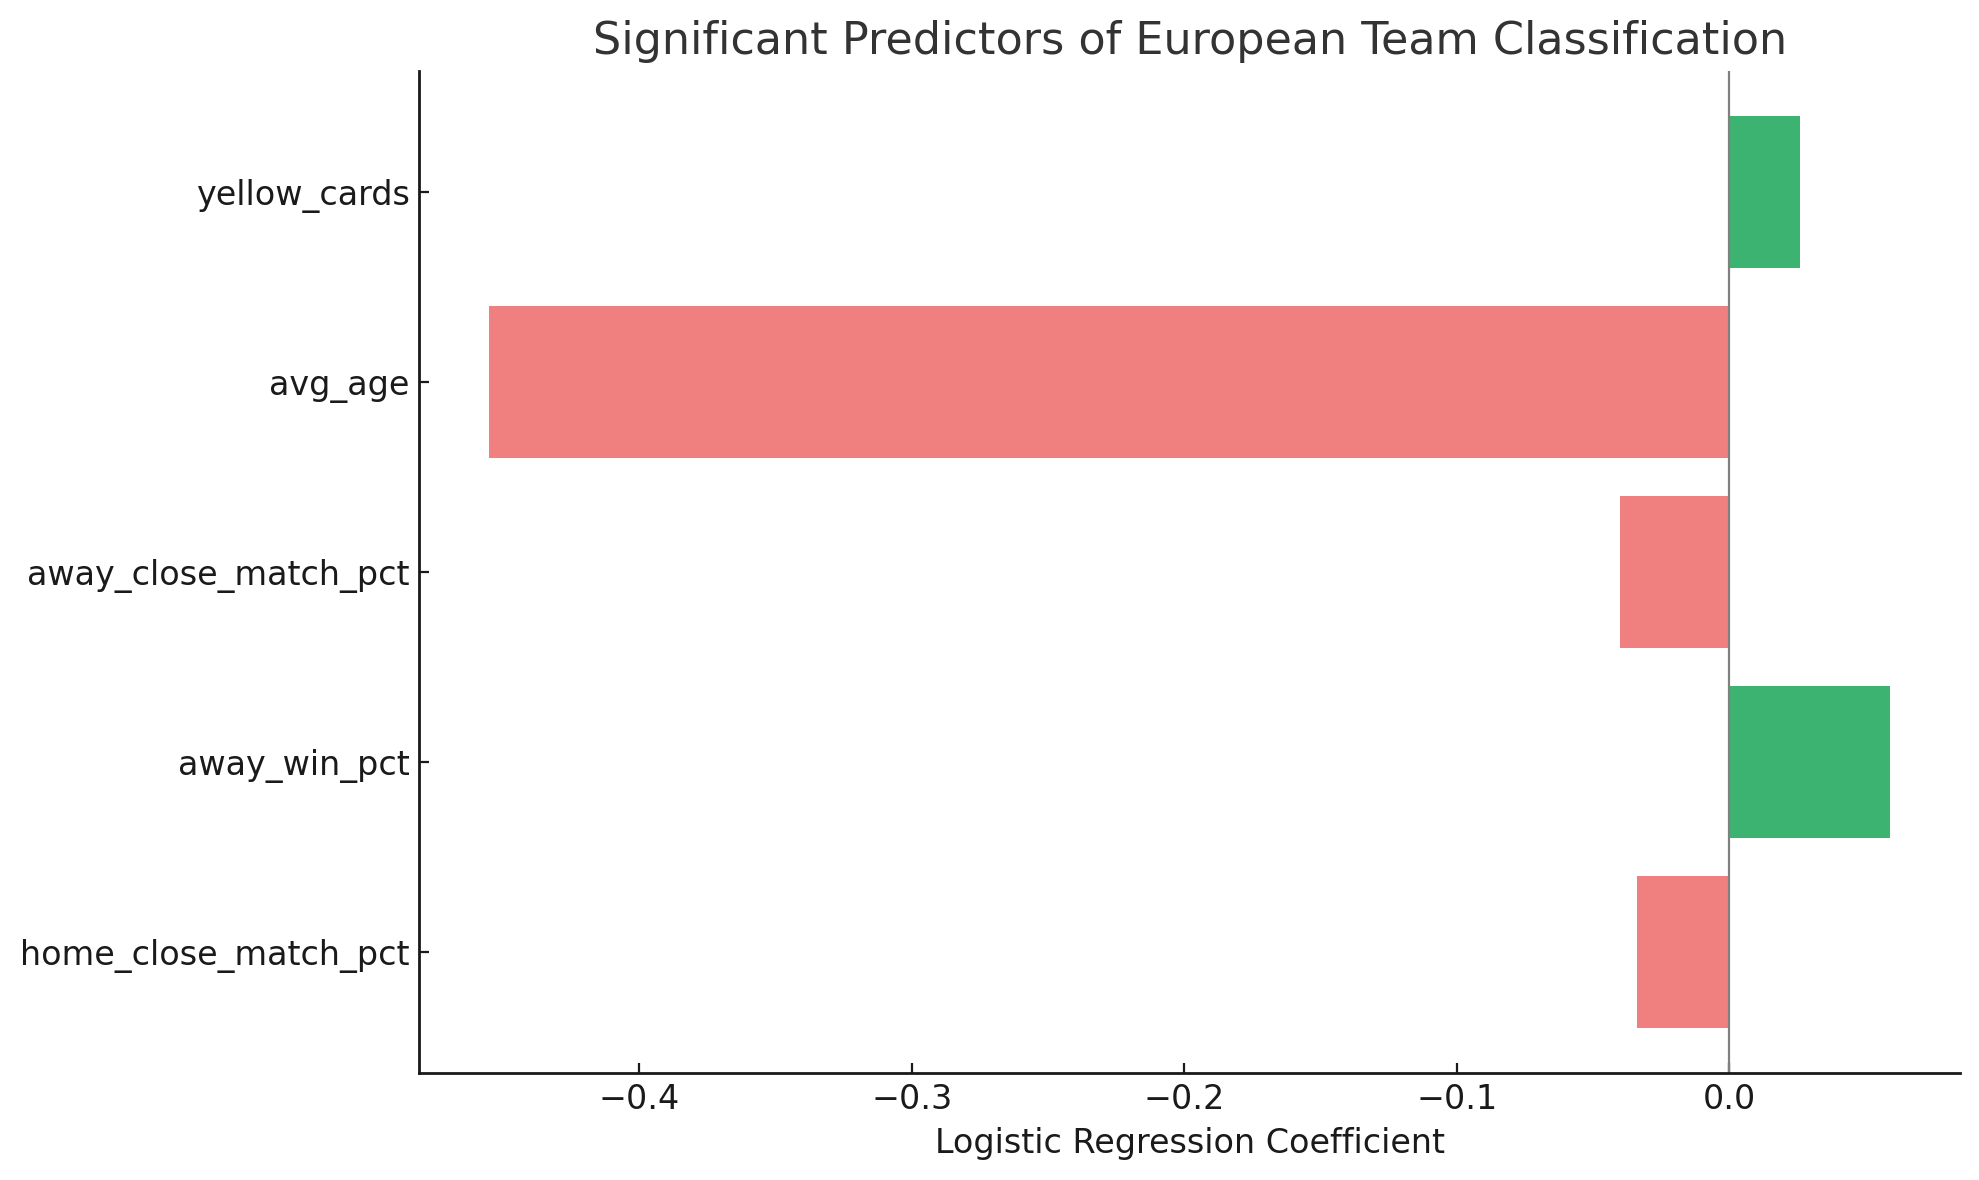 Significant Predictors of European Team Classification
yellow_cards
avg_age
away_close_match_pct
away_win_pct
home_close_match_pct
−0.4 −0.3 −0.2 −0.1 0.0
Logistic Regression Coefficient